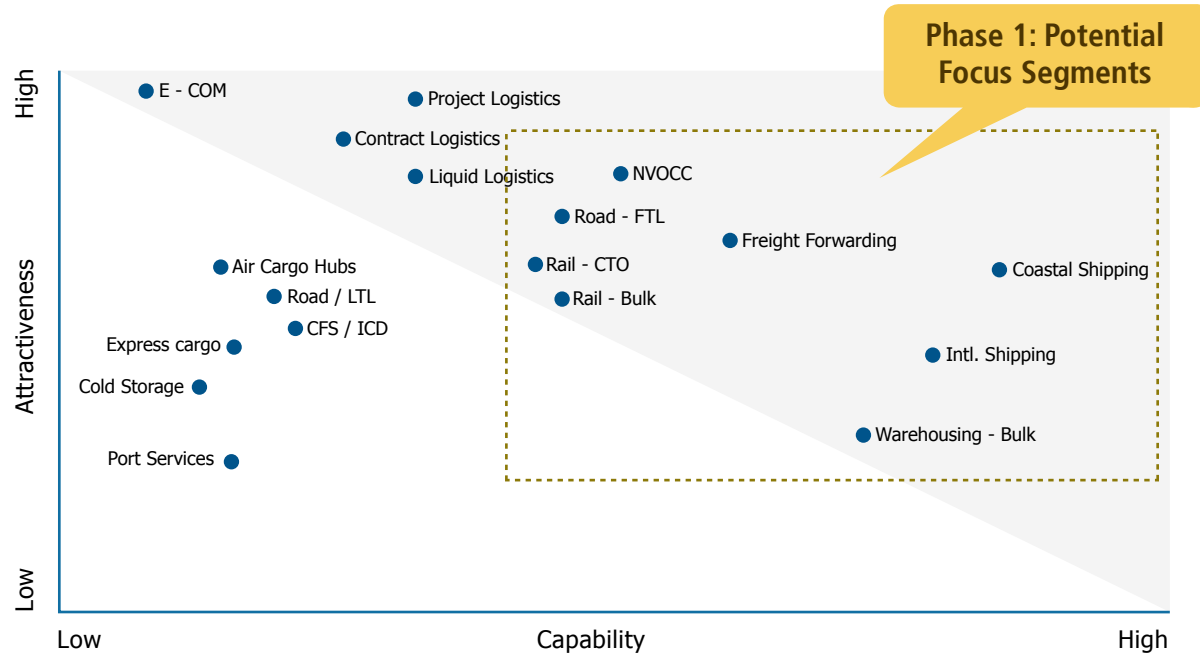 Phase 1: Potential
Focus Segments
High
E - COM
Project Logistics
Contract Logistics
Liquid Logistics
NVOCC
Road - FTL
Freight Forwarding
Air Cargo Hubs
Rail - CTO
Coastal Shipping
Road / LTL
Rail - Bulk
CFS / ICD
Express cargo
Intl. Shipping
Attractiveness
Cold Storage
Warehousing - Bulk
Port Services
Low
Low
Capability
High